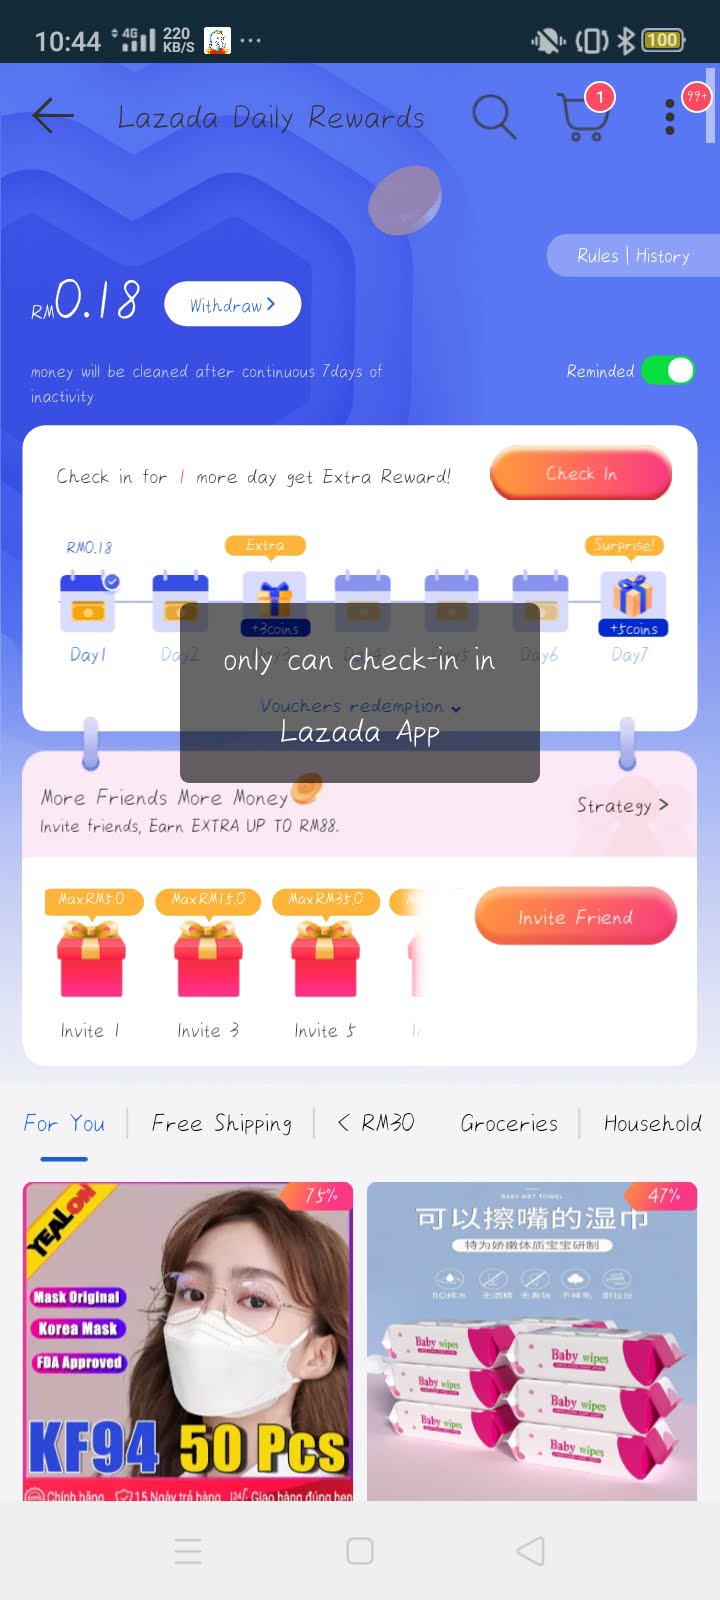 10:44 4G 220 KB/S ... 100
Lazada Daily Rewards 1 99+
Rules | History
RM0.18 Withdraw >
money will be cleaned after continuous 7days of
inactivity
Reminded
Check in for 1 more day get Extra Reward!
Check In
RM0.18 Extra Surprise!
+3coins +5coins
Day1 Day2 Day3 Day5 Day6 Day7
only can check-in in
Lazada App
Vouchers redemption
More Friends More Money
Invite friends, Earn EXTRA UP TO RM88.
Strategy >
MaxRM5.0 MaxRM15.0 MaxRM35.0 M
Invite Friend
Invite 1 Invite 3 Invite 5 In
For You | Free Shipping | < RM30 Groceries | Household
YEALON
75%
Mask Original
Korea Mask
FDA Approved
KF94 50 Pcs
Chính hãng 15 Ngày trả hàng 24/ Giao hàng đúng hẹn
BABY WET TOWEL
47%
可以擦嘴的湿巾
特为娇嫩体质宝宝研制
RO纯水 无酒精 无香味 不掉毛 耐拉扯
Baby wipes Baby wipes
Baby wipes Baby wipes
Baby wipes Baby wipes